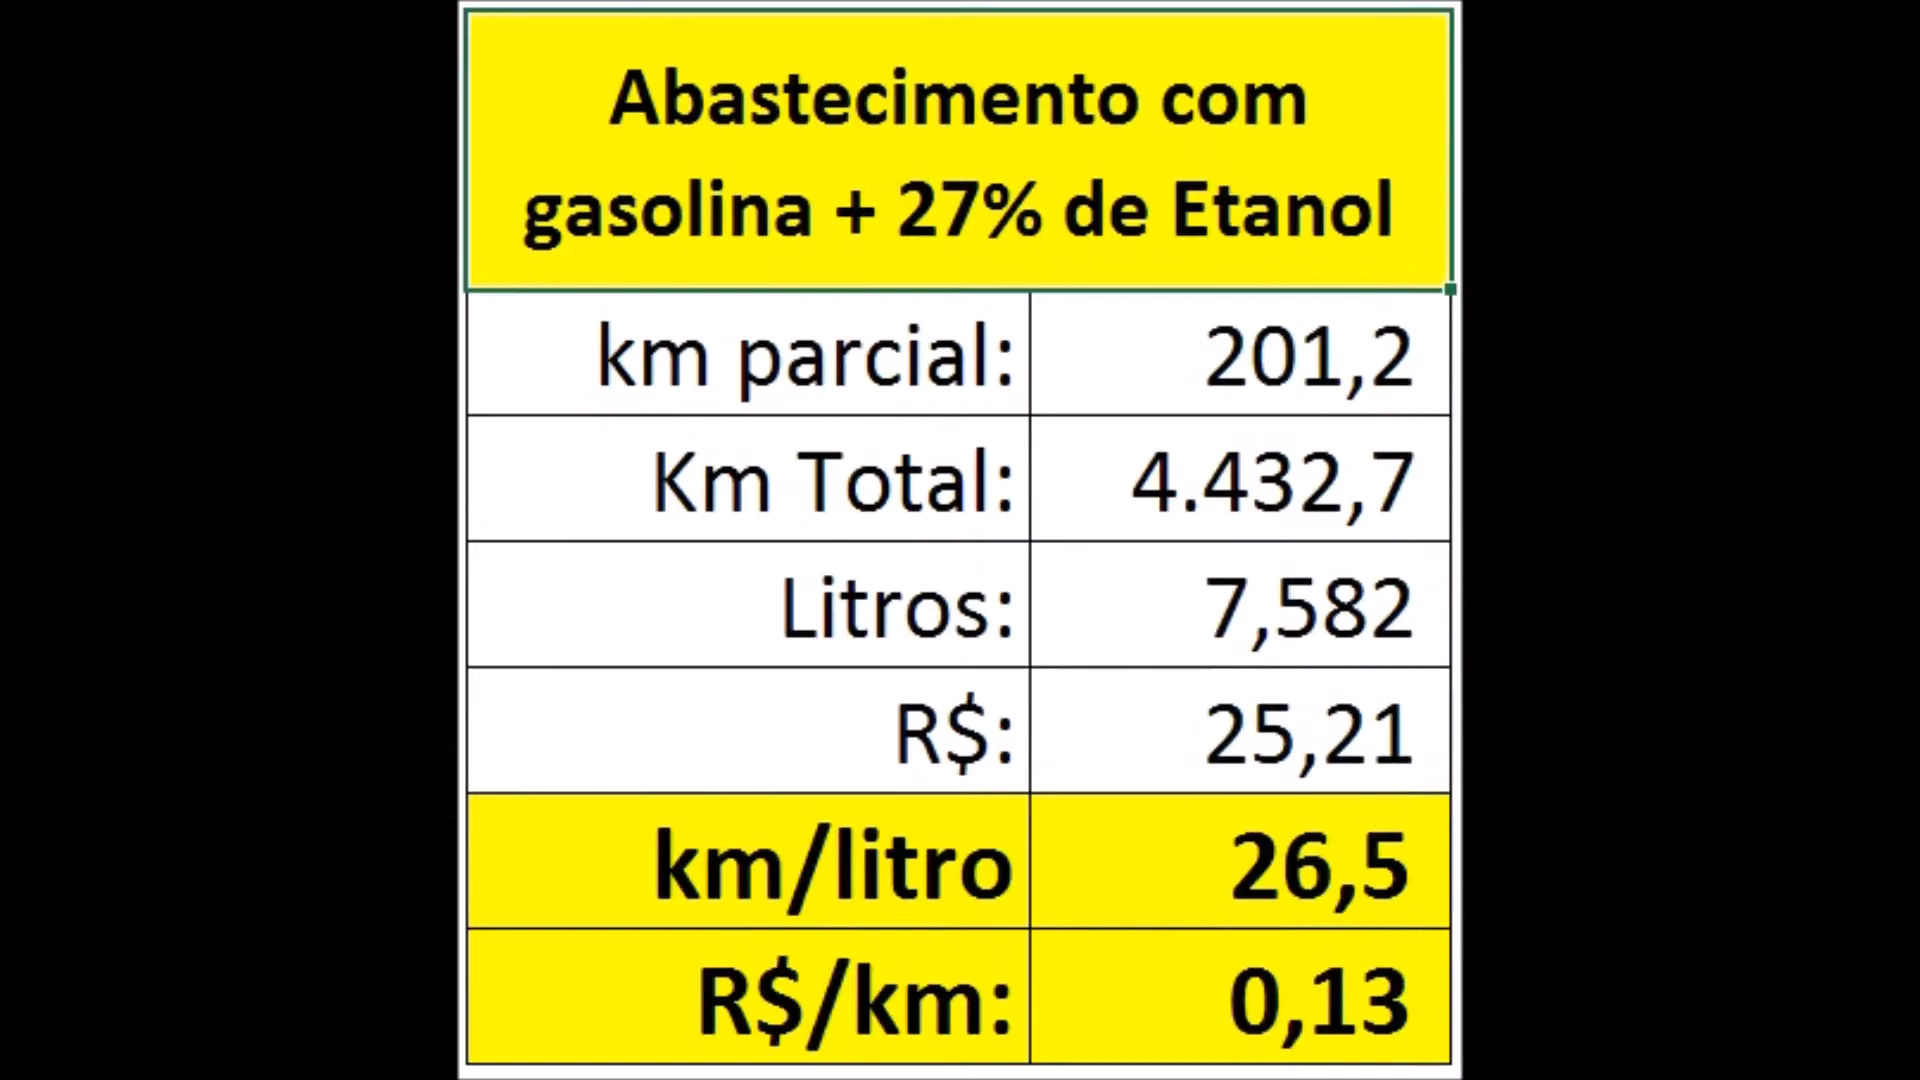 Abastecimento com
gasolina + 27% de Etanol
km parcial: 201,2
Km Total: 4.432,7
Litros: 7,582
R$: 25,21
km/litro 26,5
R$/km: 0,13